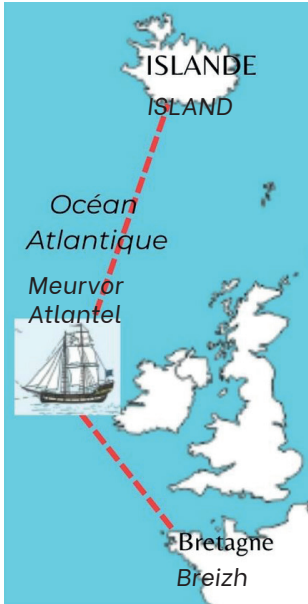 ISLANDE
ISLAND
Océan
Atlantique
Meurvor
Atlantel
Bretagne
Breizh